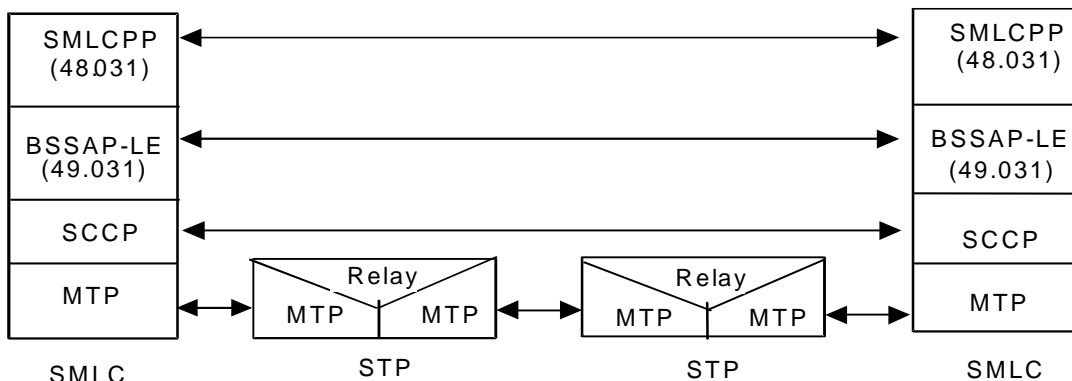 SMLCPP
(48.031)
SMLCPP
(48.031)
BSSAP-LE
(49.031)
BSSAP-LE
(49.031)
SCCP
SCCP
Relay
Relay
MTP
MTP
MTP
MTP
MTP
MTP
SMLC
STP
STP
SMLC